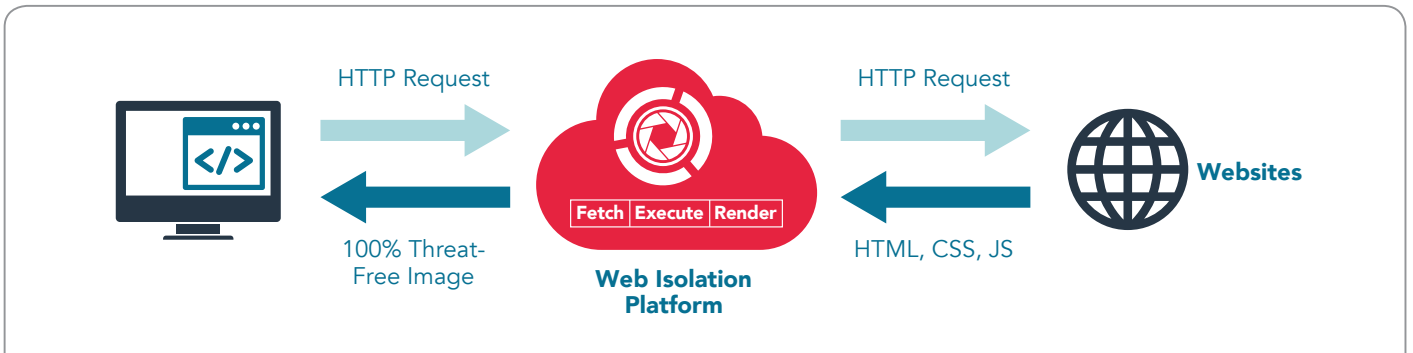 HTTP Request
HTTP Request
</>
Fetch Execute Render
Websites
100% Threat-
Free Image
HTML, CSS, JS
Web Isolation
Platform